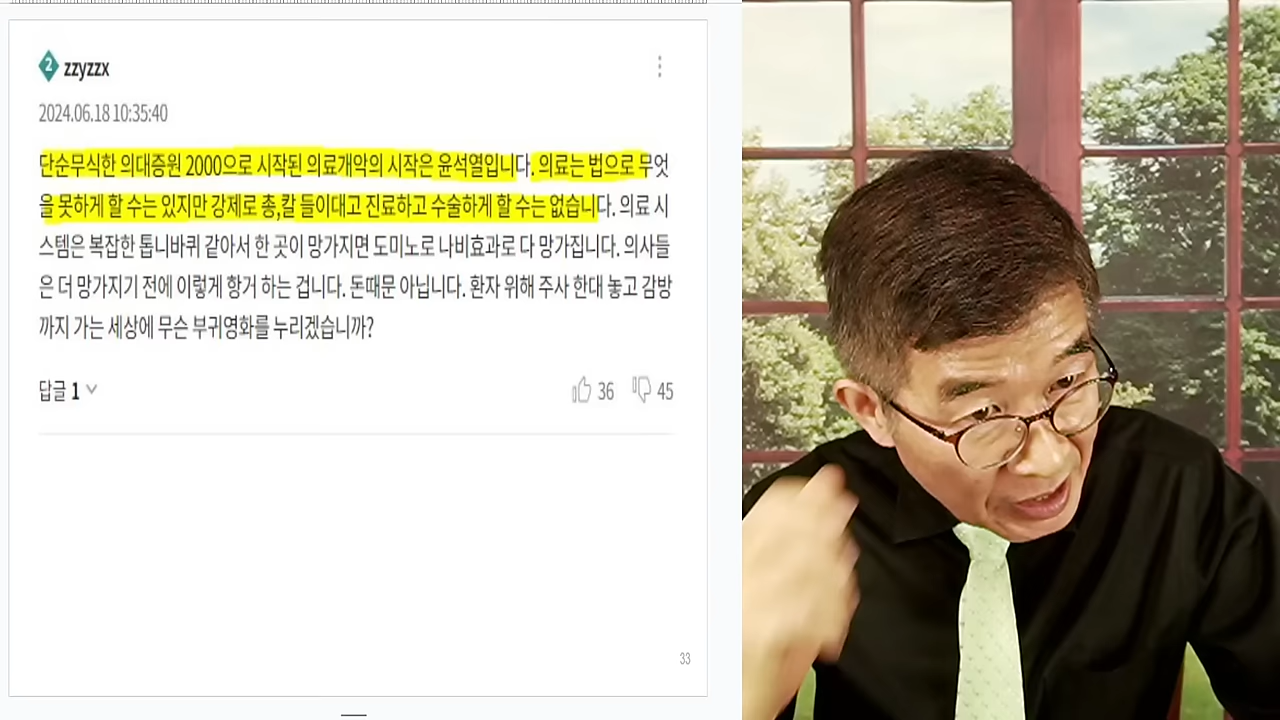 2 zzyzzx
2024.06.18 10:35:40
단순무식한 의대증원 2000으로 시작된 의료개악의 시작은 윤석열입니다. 의료는 법으로 무엇
을 못하게 할 수는 있지만 강제로 총,칼 들이대고 진료하고 수술하게 할 수는 없습니다. 의료 시
스템은 복잡한 톱니바퀴 같아서 한 곳이 망가지면 도미노로 나비효과로 다 망가집니다. 의사들
은 더 망가지기 전에 이렇게 항거 하는 겁니다. 돈때문 아닙니다. 환자 위해 주사 한대 놓고 감방
까지 가는 세상에 무슨 부귀영화를 누리겠습니까?
답글 1
36 45
33